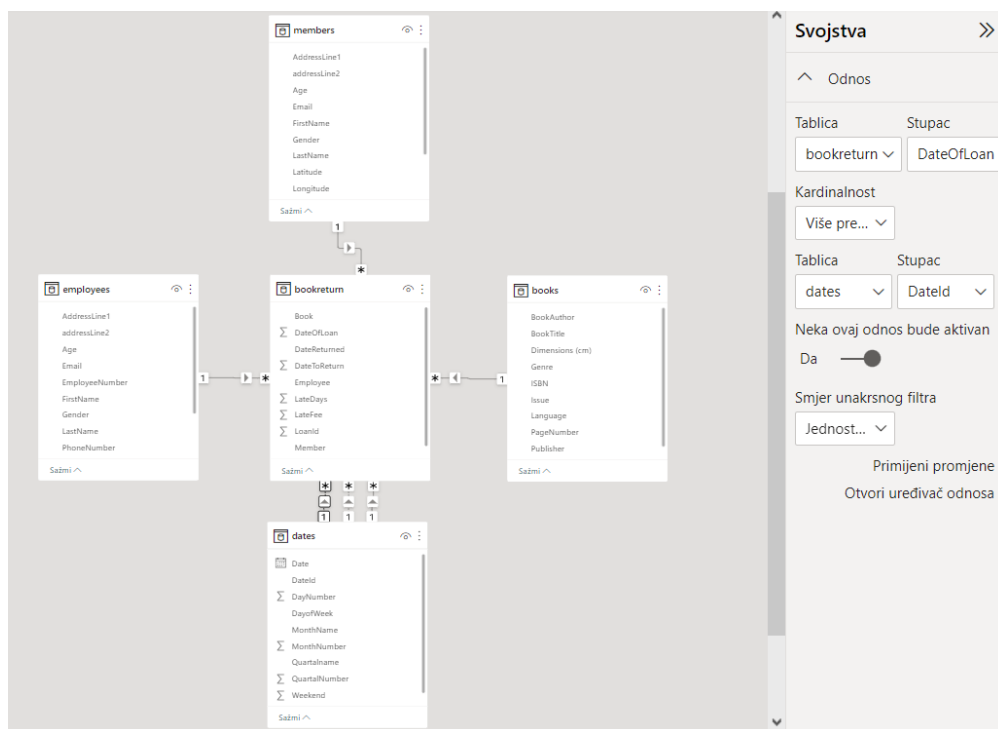 members
AddressLine1
addressLine2
Age
Email
FirstName
Gender
LastName
Latitude
Longitude
Sažmi
1
*
employees
AddressLine1
addressLine2
Age
Email
EmployeeNumber
FirstName
Gender
LastName
PhoneNumber
Sažmi
1
*
bookreturn
Book
Σ DateOfLoan
DateReturned
Σ DateToReturn
Employee
Σ LateDays
Σ LateFee
Σ LoanId
Member
Sažmi
*
1
books
BookAuthor
BookTitle
Dimensions (cm)
Genre
ISBN
Issue
Language
PageNumber
Publisher
Sažmi
* * *
1 1 1
dates
Date
DateId
Σ DayNumber
DayofWeek
MonthName
Σ MonthNumber
Quartalname
Σ QuartalNumber
Σ Weekend
Sažmi
Svojstva
Odnos
Tablica Stupac
bookreturn DateOfLoan
Kardinalnost
Više pre...
Tablica Stupac
dates DateId
Neka ovaj odnos bude aktivan
Da
Smjer unakrsnog filtra
Jednost...
Primijeni promjene
Otvori uređivač odnosa